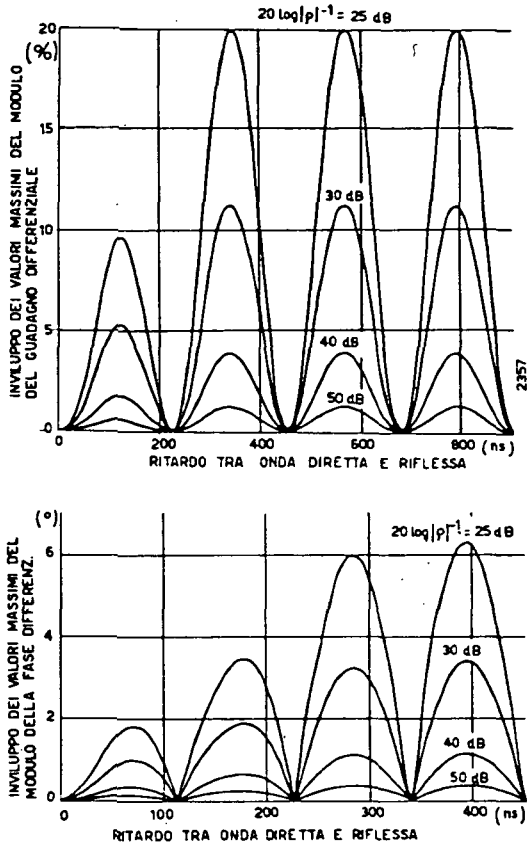 20 log|ρ|⁻¹ = 25 dB
20
(%)
15
10
5
0
INVILUPPO DEI VALORI MASSIMI DEL MODULO
DEL GUADAGNO DIFFERENZIALE
30 dB
40 dB
50 dB
0 200 400 600 800 (ns)
RITARDO TRA ONDA DIRETTA E RIFLESSA
2357
(°)
20 log|ρ|⁻¹ = 25 dB
6
4
2
0
INVILUPPO DEI VALORI MASSIMI DEL
MODULO DELLA FASE DIFFERENZ.
30 dB
40 dB
50 dB
0 100 200 300 400 (ns)
RITARDO TRA ONDA DIRETTA E RIFLESSA